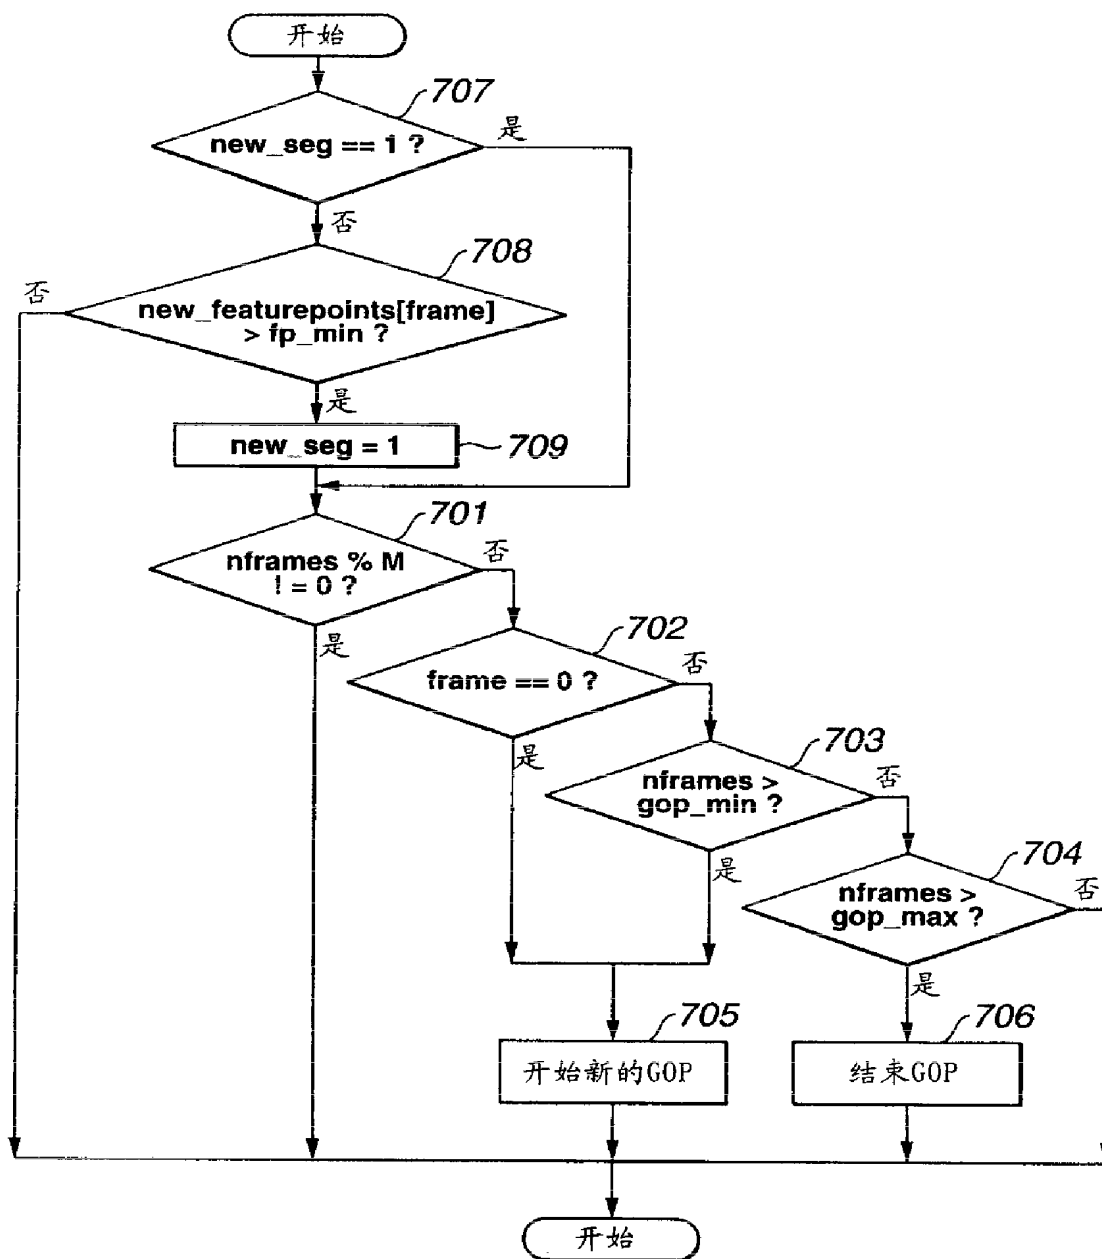 开始
707
new_seg == 1 ?
是
否
708
否
new_featurepoints[frame]
> fp_min ?
是
new_seg = 1
709
701
nframes % M
! = 0 ?
否
是
702
frame == 0 ?
否
是
703
nframes >
gop_min ?
否
是
704
nframes >
gop_max ?
否
是
705
开始新的GOP
706
结束GOP
开始